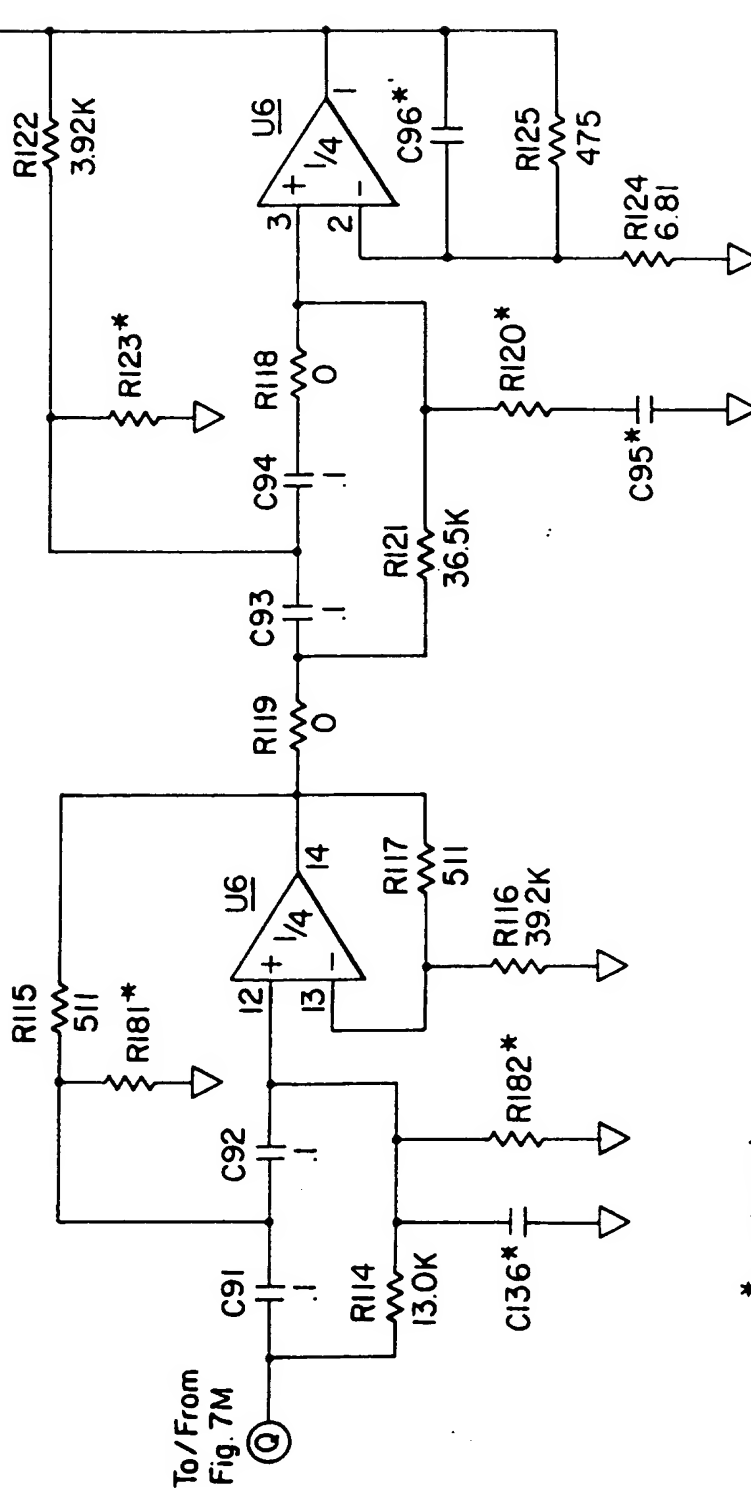 To/From
Fig. 7M
Q
C91
.1
R114
13.0K
C136*
R182*
C92
.1
R115
511
R181*
12
13
+
-
1/4
U6
14
R117
511
R116
39.2K
R119
0
C93
.1
R121
36.5K
C94
.1
R118
0
R120*
C95*
R123*
R122
3.92K
3
2
+
-
1/4
U6
1
C96*
R125
475
R124
6.81
*